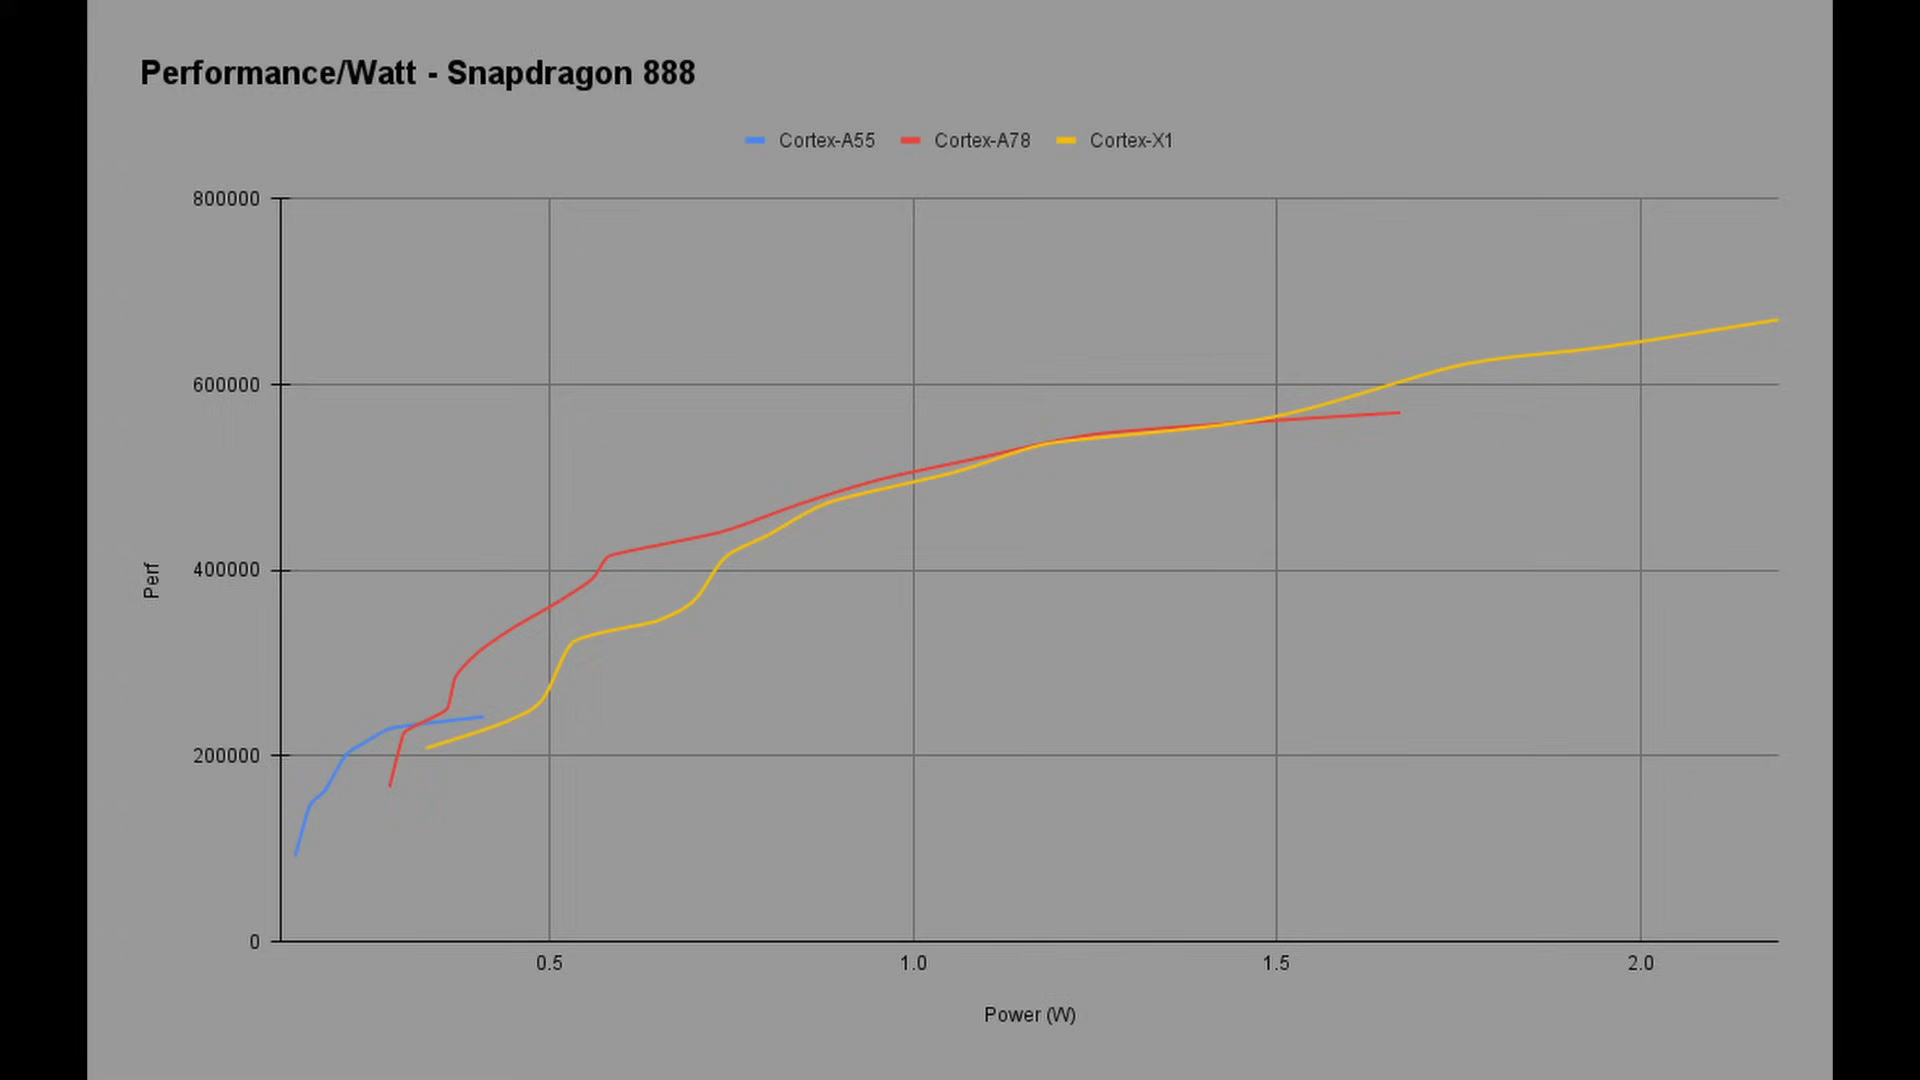 Performance/Watt - Snapdragon 888
Cortex-A55 Cortex-A78 Cortex-X1
800000
600000
400000
200000
0
Perf
0.5 1.0 1.5 2.0
Power (W)